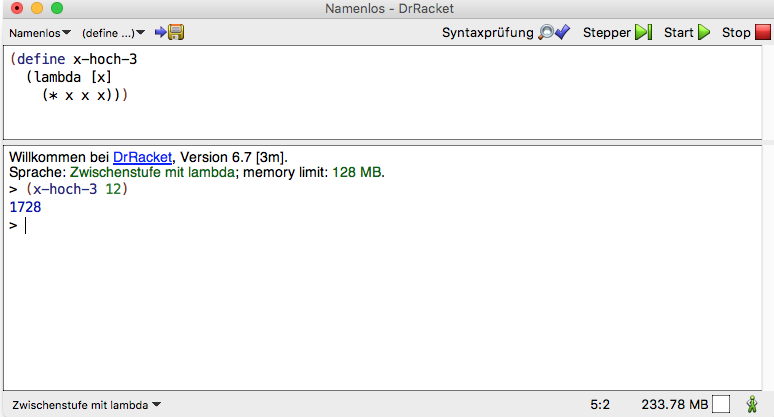 Namenlos - DrRacket
Namenlos (define ...) Syntaxprüfung Stepper Start Stop
(define x-hoch-3
(lambda [x]
(* x x x)))
Willkommen bei DrRacket, Version 6.7 [3m].
Sprache: Zwischenstufe mit lambda; memory limit: 128 MB.
> (x-hoch-3 12)
1728
>
Zwischenstufe mit lambda 5:2 233.78 MB